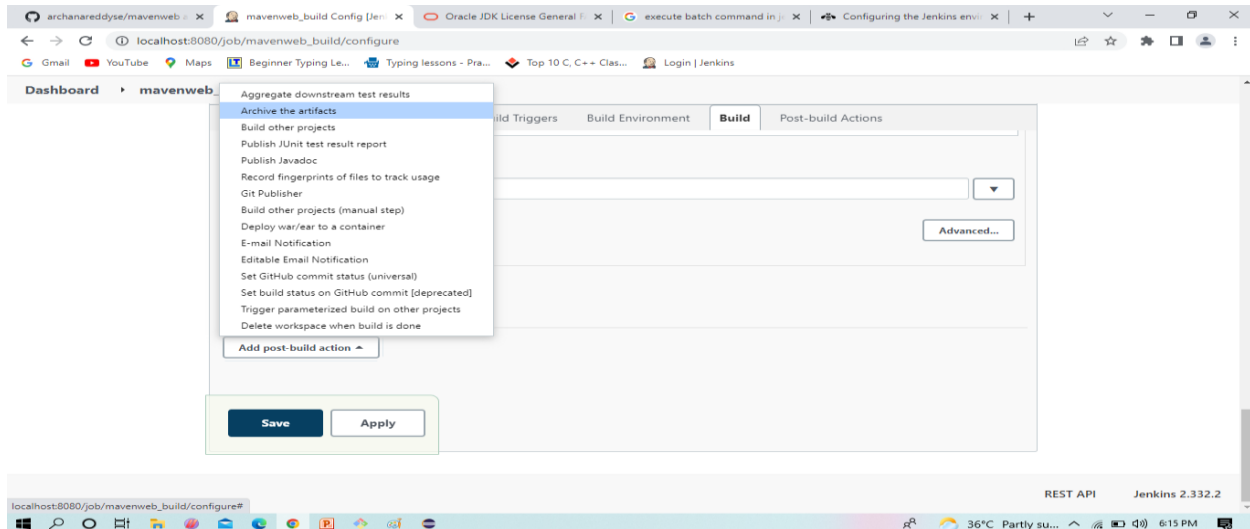 archanareddyse/mavenweb a
mavenweb_build Config [Jen
Oracle JDK License General F
execute batch command in je
Configuring the Jenkins envir
localhost:8080/job/mavenweb_build/configure
Gmail
YouTube
Maps
Beginner Typing Le...
Typing lessons - Pra...
Top 10 C, C++ Clas...
Login | Jenkins
Dashboard
mavenweb_
Aggregate downstream test results
Archive the artifacts
Build other projects
Publish JUnit test result report
Publish Javadoc
Record fingerprints of files to track usage
Git Publisher
Build other projects (manual step)
Deploy war/ear to a container
E-mail Notification
Editable Email Notification
Set GitHub commit status (universal)
Set build status on GitHub commit [deprecated]
Trigger parameterized build on other projects
Delete workspace when build is done
ild Triggers
Build Environment
Build
Post-build Actions
Advanced...
Add post-build action
Save
Apply
REST API
Jenkins 2.332.2
localhost:8080/job/mavenweb_build/configure#
36°C Partly su...
6:15 PM